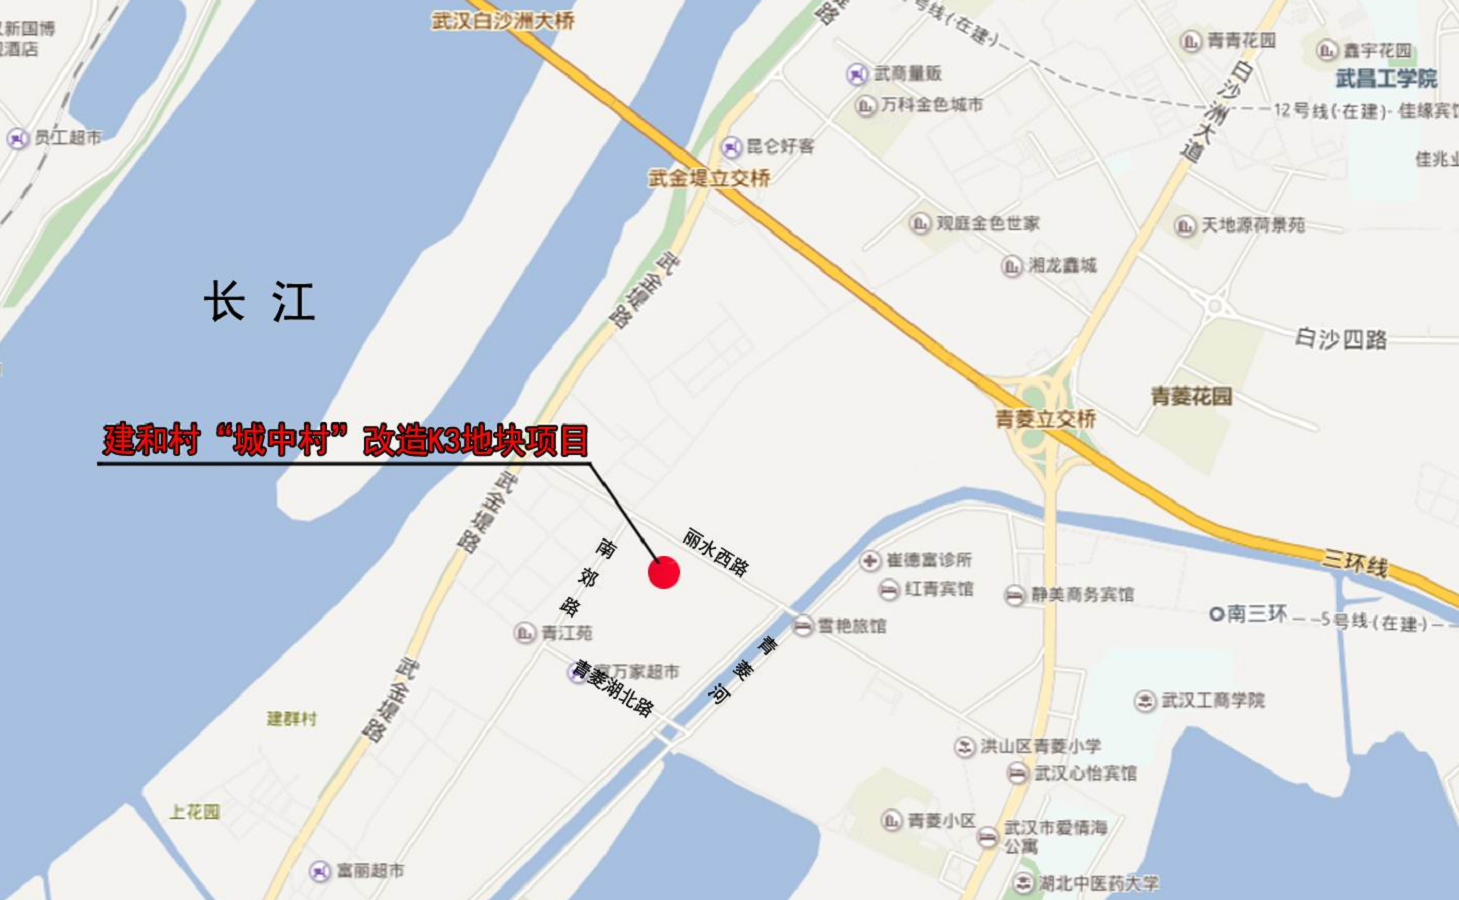 武汉白沙洲大桥
号线(在建)
青青花园
鑫宇花园
武昌工学院
新国博
酒店
武商量贩
万科金色城市
白沙洲大道
12号线(在建)
佳缘宾馆
员工超市
昆仑好客
佳兆业
武金堤立交桥
观庭金色世家
天地源荷景苑
湘龙鑫城
武金堤路
长江
白沙四路
青菱花园
青菱立交桥
建和村“城中村”改造K3地块项目
武金堤路
丽水西路
南郊路
崔德富诊所
红青宾馆
静美商务宾馆
三环线
南三环
5号线(在建)
雪艳旅馆
青江苑
青菱河
万家超市
青菱湖北路
武金堤路
建群村
武汉工商学院
洪山区青菱小学
武汉心怡宾馆
上花园
青菱小区
武汉市爱情海
公寓
富丽超市
湖北中医药大学